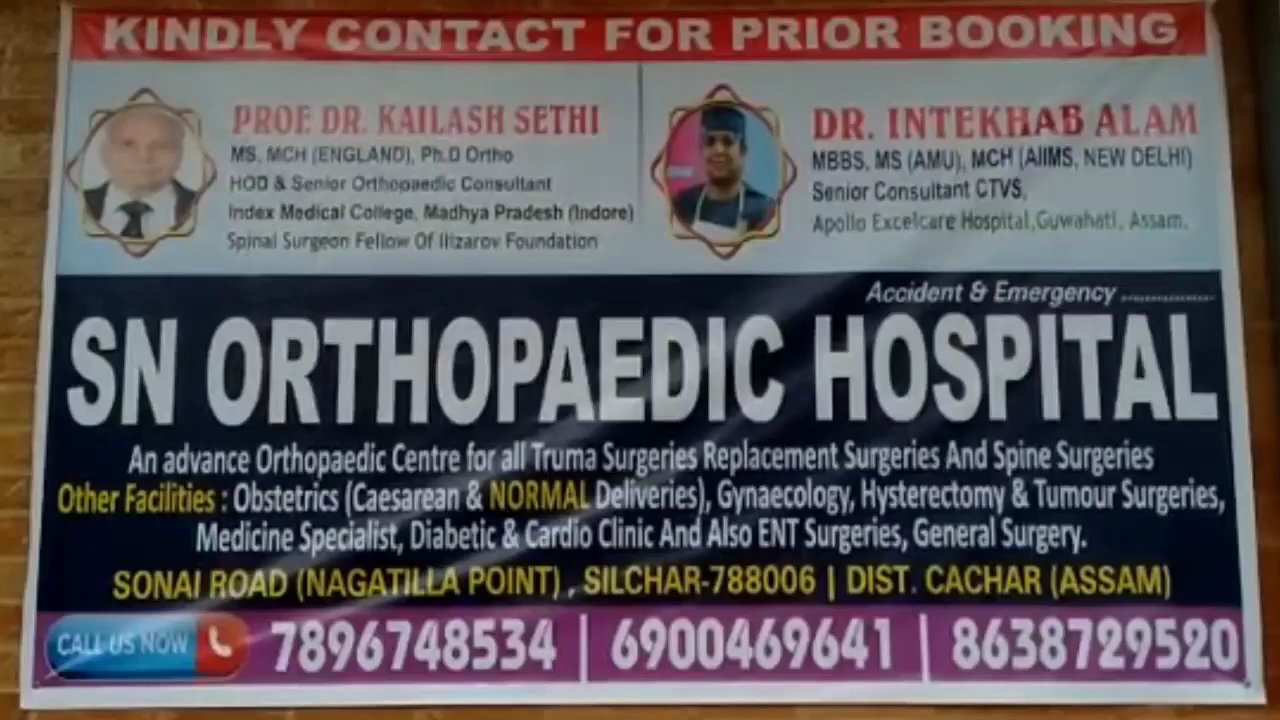 KINDLY CONTACT FOR PRIOR BOOKING
PROF. DR. KAILASH SETHI
MS, MCH (ENGLAND), Ph.D Ortho
HOD & Senior Orthopaedic Consultant
Index Medical College, Madhya Pradesh (Indore)
Spinal Surgeon Fellow Of Ilizarov Foundation
DR. INTEKHAB ALAM
MBBS, MS (AMU), MCH (AIIMS, NEW DELHI)
Senior Consultant CTVS,
Apollo Excelcare Hospital,Guwahati, Assam.
Accident & Emergency ..............
SN ORTHOPAEDIC HOSPITAL
An advance Orthopaedic Centre for all Truma Surgeries Replacement Surgeries And Spine Surgeries
Other Facilities : Obstetrics (Caesarean & NORMAL Deliveries), Gynaecology, Hysterectomy & Tumour Surgeries,
Medicine Specialist, Diabetic & Cardio Clinic And Also ENT Surgeries, General Surgery.
SONAI ROAD (NAGATILLA POINT) , SILCHAR-788006 | DIST. CACHAR (ASSAM)
CALL US NOW 7896748534 | 6900469641 | 8638729520